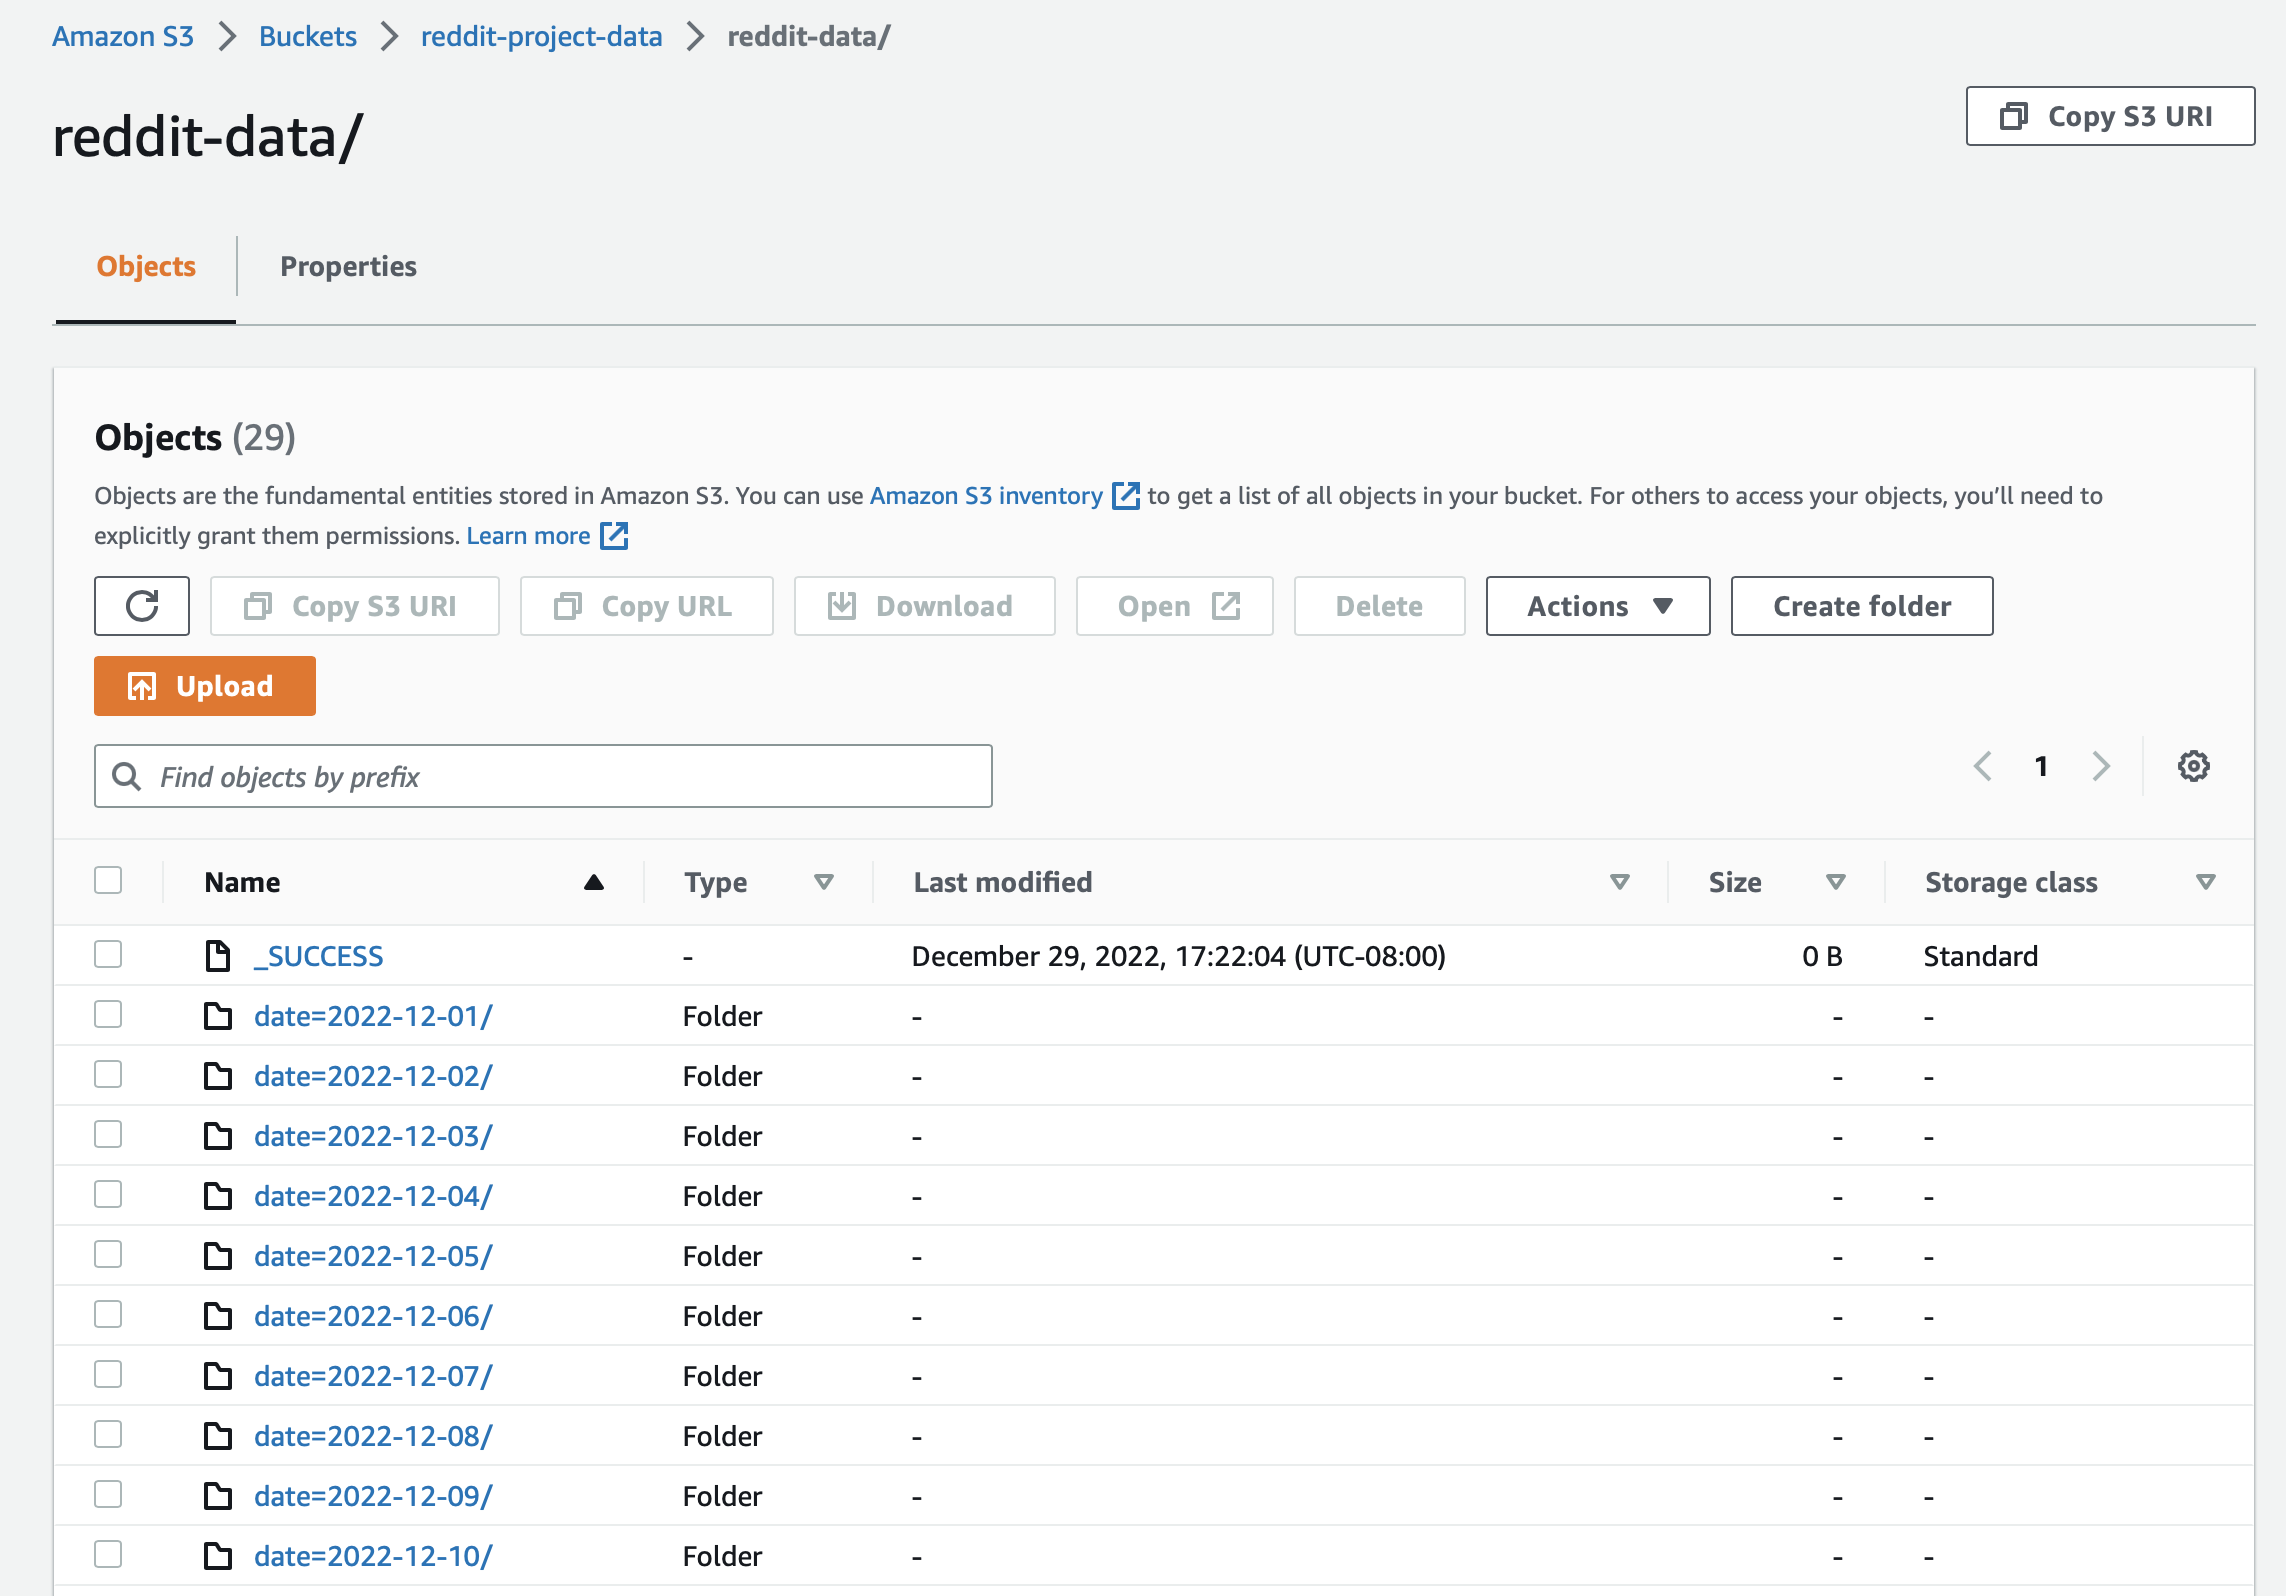 Amazon S3 > Buckets > reddit-project-data > reddit-data/
reddit-data/
Copy S3 URI
Objects
Properties
Objects (29)
Objects are the fundamental entities stored in Amazon S3. You can use Amazon S3 inventory to get a list of all objects in your bucket. For others to access your objects, you’ll need to
explicitly grant them permissions. Learn more
Copy S3 URI Copy URL Download Open Delete Actions Create folder
Upload
Find objects by prefix
1
Name Type Last modified Size Storage class
_SUCCESS - December 29, 2022, 17:22:04 (UTC-08:00) 0 B Standard
date=2022-12-01/ Folder - - -
date=2022-12-02/ Folder - - -
date=2022-12-03/ Folder - - -
date=2022-12-04/ Folder - - -
date=2022-12-05/ Folder - - -
date=2022-12-06/ Folder - - -
date=2022-12-07/ Folder - - -
date=2022-12-08/ Folder - - -
date=2022-12-09/ Folder - - -
date=2022-12-10/ Folder - - -